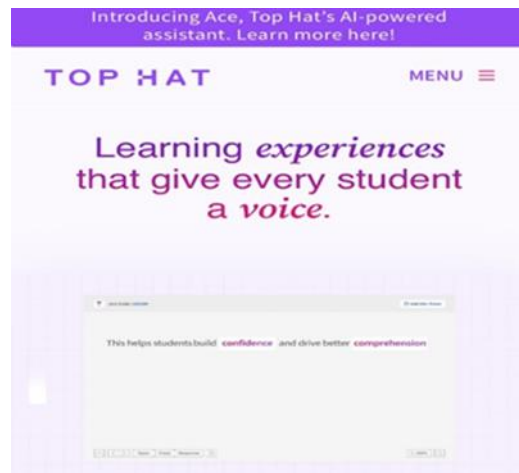 Introducing Ace, Top Hat's AI-powered
assistant. Learn more here!
TOP HAT
MENU
Learning experiences
that give every student
a voice.
This helps students build confidence and drive better comprehension